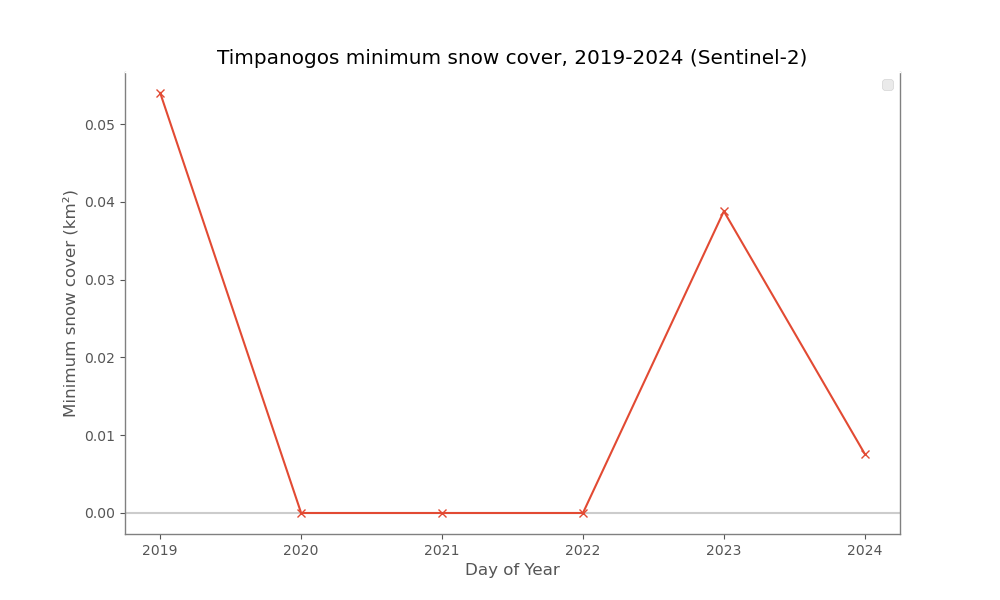 Timpanogos minimum snow cover, 2019-2024 (Sentinel-2)
0.05
0.04
0.03
0.02
0.01
0.00
Minimum snow cover (km²)
2019 2020 2021 2022 2023 2024
Day of Year